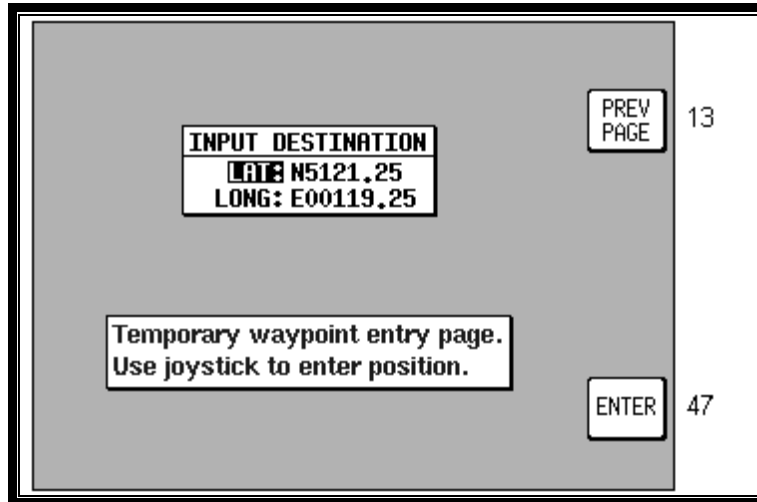 PREV
PAGE
13
INPUT DESTINATION
LAT: N5121.25
LONG: E00119.25
Temporary waypoint entry page.
Use joystick to enter position.
ENTER
47